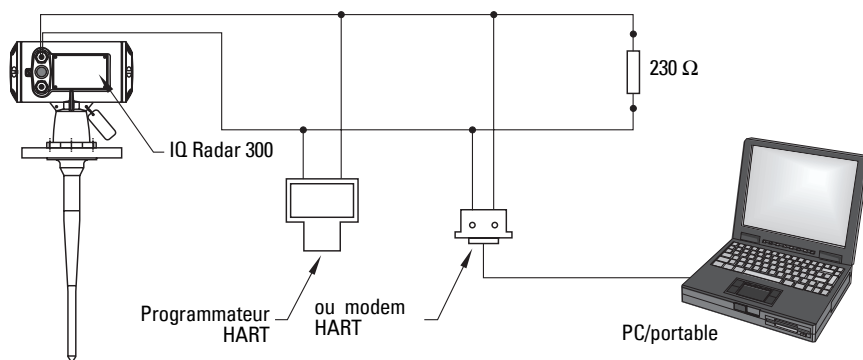 230 Ω
IQ Radar 300
Programmateur
HART
ou modem
HART
PC/portable